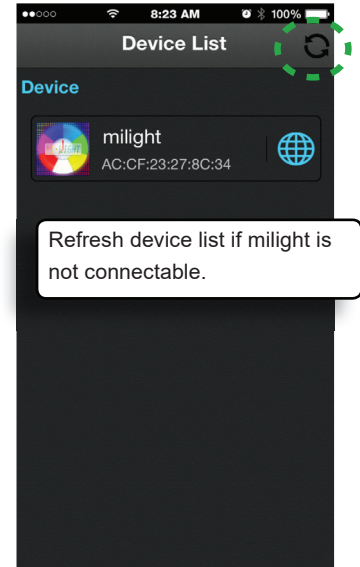 8:23 AM
100%
Device List
Device
milight
AC:CF:23:27:8C:34
Refresh device list if milight is
not connectable.